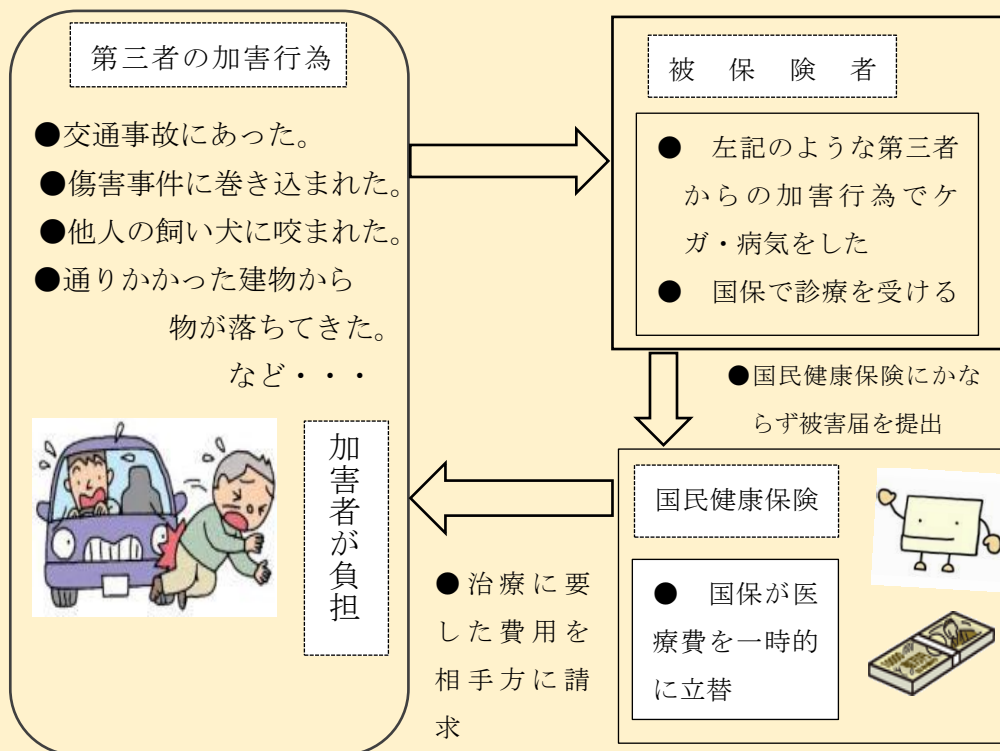 第三者の加害行為
●交通事故にあった。
●傷害事件に巻き込まれた。
●他人の飼い犬に咬まれた。
●通りかかった建物から
物が落ちてきた。
など・・・
加害者が負担
被保険者
● 左記のような第三者
からの加害行為でケ
ガ・病気をした
● 国保で診療を受ける
●国民健康保険にかな
らず被害届を提出
国民健康保険
● 国保が医
療費を一時的
に立替
●治療に要
した費用を
相手方に請
求